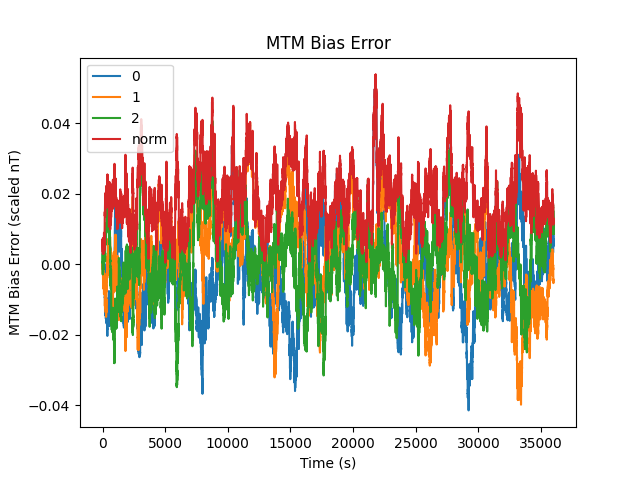 MTM Bias Error
0
1
2
norm
MTM Bias Error (scaled nT)
0.04
0.02
0.00
−0.02
−0.04
0 5000 10000 15000 20000 25000 30000 35000
Time (s)